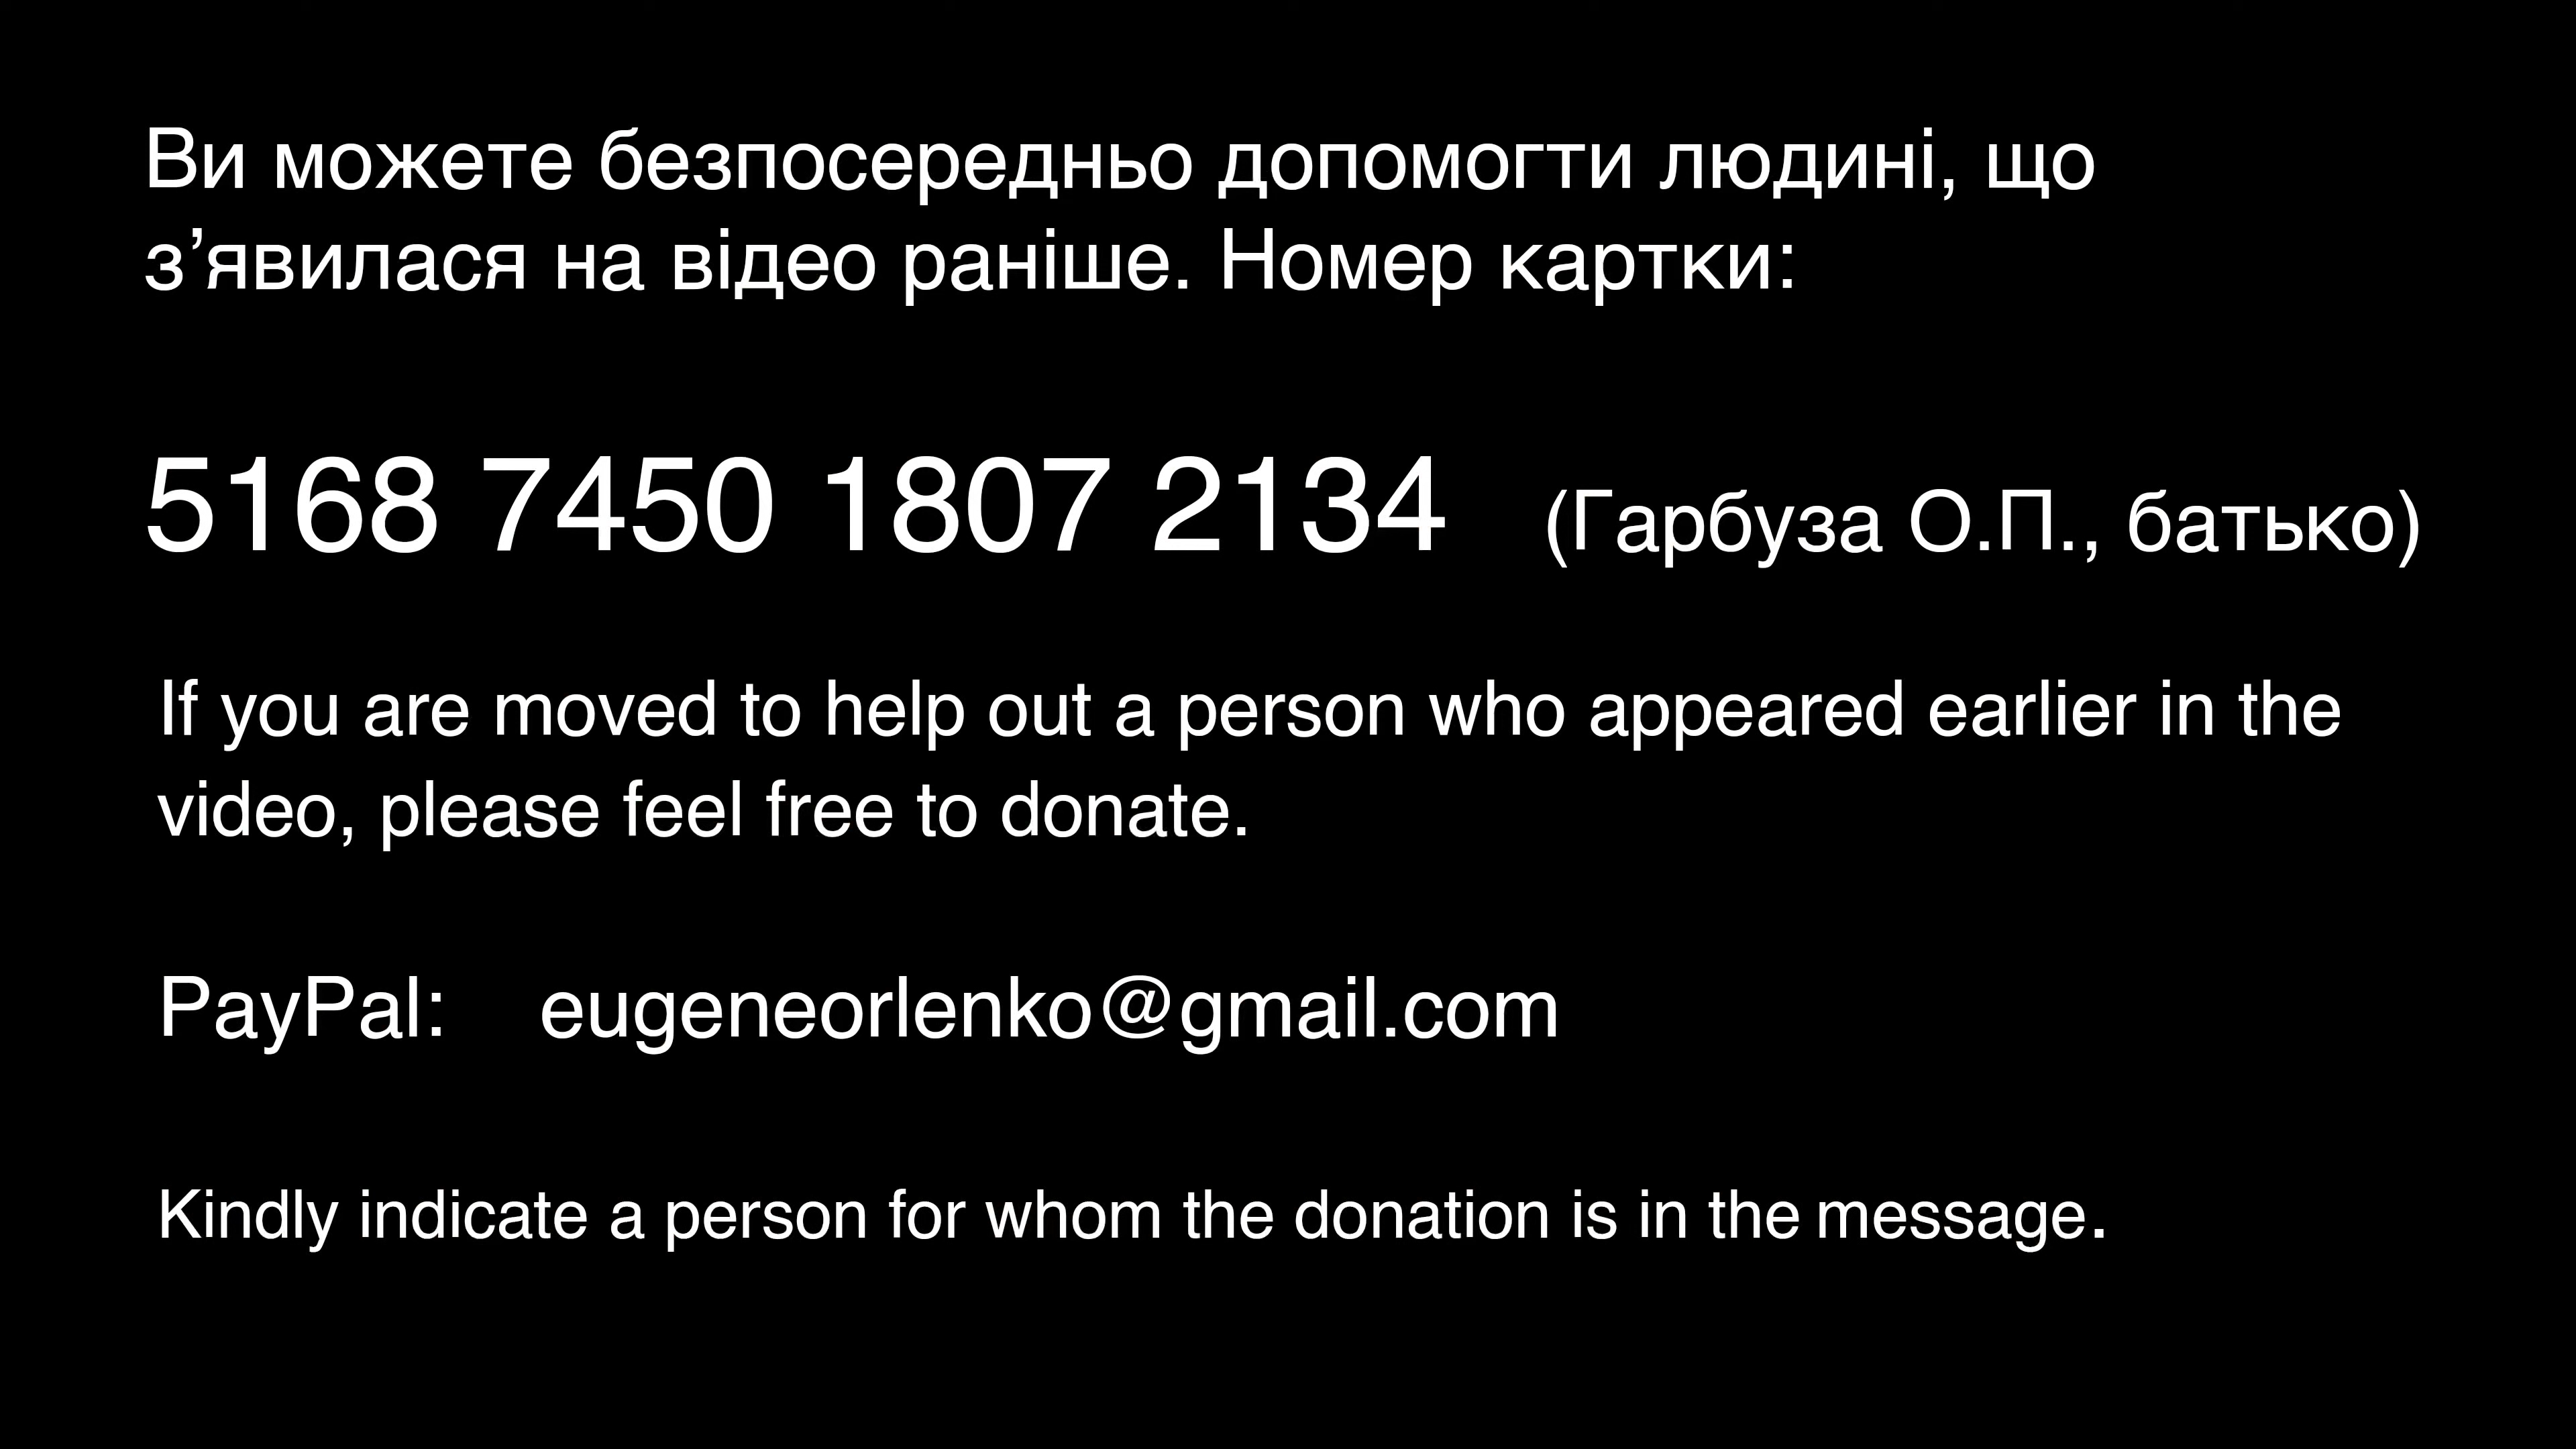 Ви можете безпосередньо допомогти людині, що
з’явилася на відео раніше. Номер картки:
5168 7450 1807 2134 (Гарбуза О.П., батько)
If you are moved to help out a person who appeared earlier in the
video, please feel free to donate.
PayPal: eugeneorlenko@gmail.com
Kindly indicate a person for whom the donation is in the message.